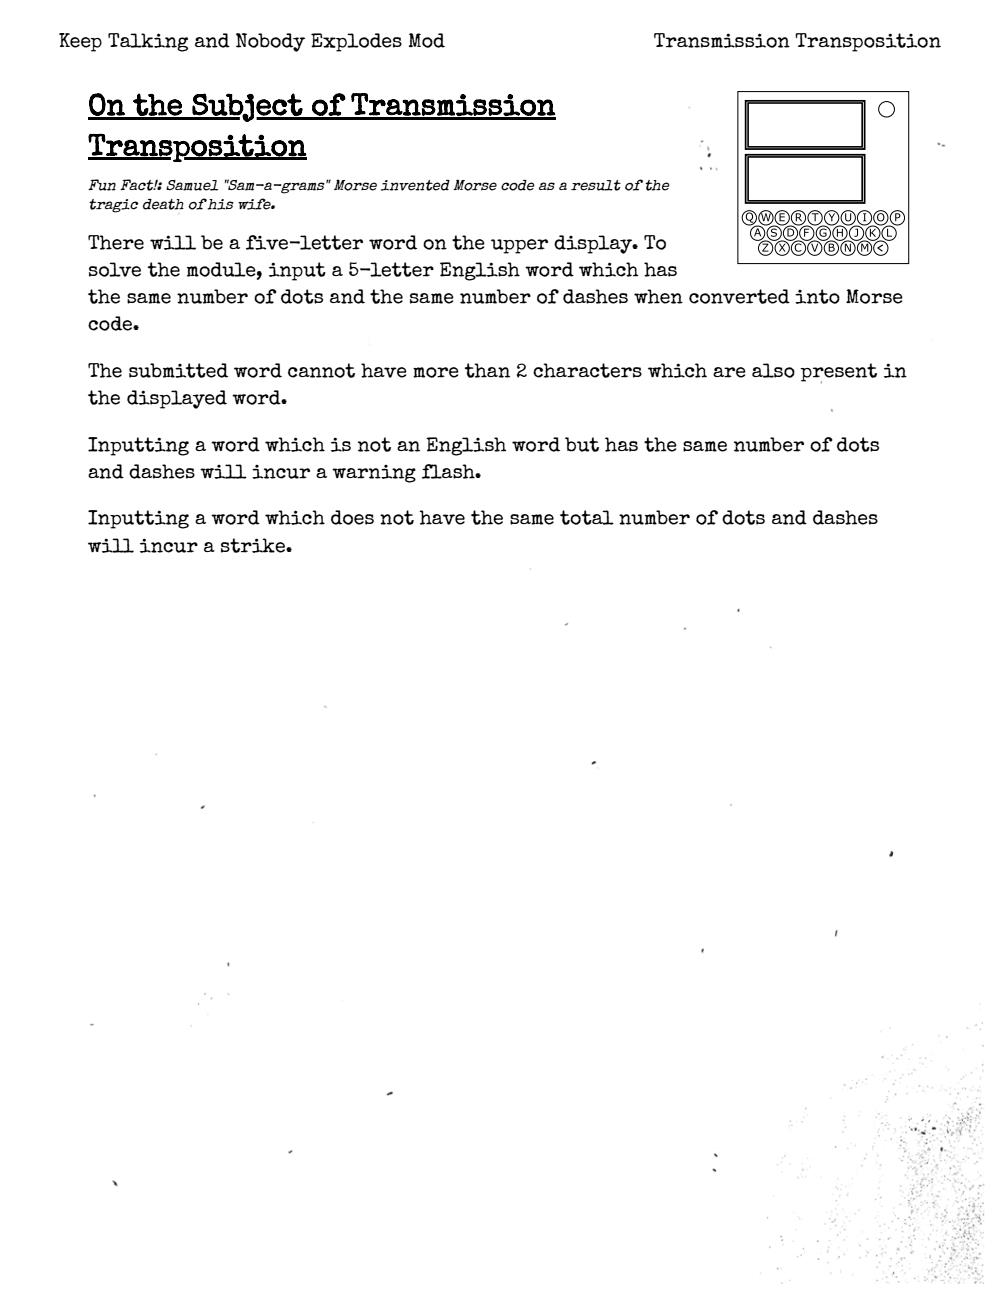 Keep Talking and Nobody Explodes Mod
Transmission Transposition
On the Subject of Transmission
Transposition
Fun Fact!: Samuel "Sam-a-grams" Morse invented Morse code as a result of the
tragic death of his wife.
There will be a five-letter word on the upper display. To
solve the module, input a 5-letter English word which has
the same number of dots and the same number of dashes when converted into Morse
code.
Q W E R T Y U I O P
A S D F G H J K L
Z X C V B N M <
The submitted word cannot have more than 2 characters which are also present in
the displayed word.
Inputting a word which is not an English word but has the same number of dots
and dashes will incur a warning flash.
Inputting a word which does not have the same total number of dots and dashes
will incur a strike.